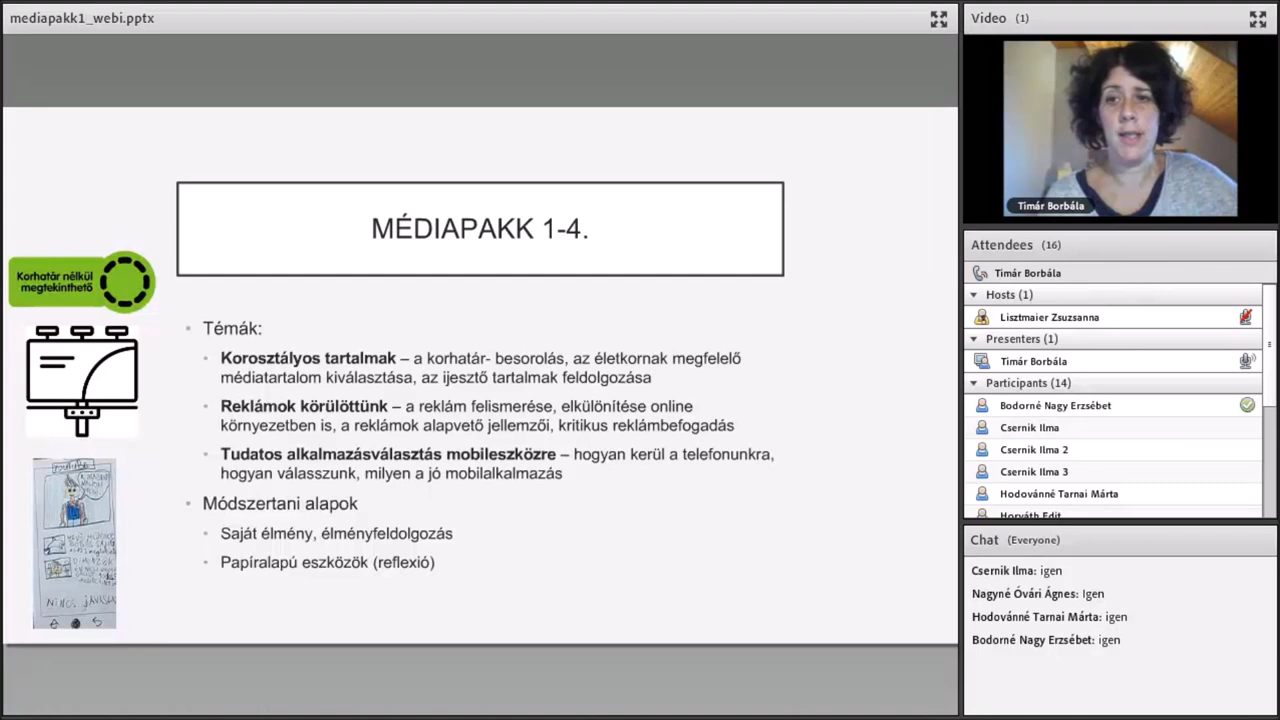 mediapakk1_webi.pptx
MÉDIAPAKK 1-4.
Korhatár nélkül
megtekinthető
• Témák:
• Korosztályos tartalmak – a korhatár- besorolás, az életkornak megfelelő
médiatartalom kiválasztása, az ijesztő tartalmak feldolgozása
• Reklámok körülöttünk – a reklám felismerése, elkülönítése online
környezetben is, a reklámok alapvető jellemzői, kritikus reklámbefogadás
• Tudatos alkalmazásválasztás mobileszközre – hogyan kerül a telefonunkra,
hogyan válasszunk, milyen a jó mobilalkalmazás
• Módszertani alapok
• Saját élmény, élményfeldolgozás
• Papíralapú eszközök (reflexió)
NINCS
Video (1)
Timár Borbála
Attendees (16)
Timár Borbála
Hosts (1)
Lisztmaier Zsuzsanna
Presenters (1)
Timár Borbála
Participants (14)
Bodorné Nagy Erzsébet
Csernik Ilma
Csernik Ilma 2
Csernik Ilma 3
Hodovánné Tarnai Márta
Horváth Edit
Chat (Everyone)
Csernik Ilma: igen
Nagyné Óvári Ágnes: Igen
Hodovánné Tarnai Márta: igen
Bodorné Nagy Erzsébet: igen